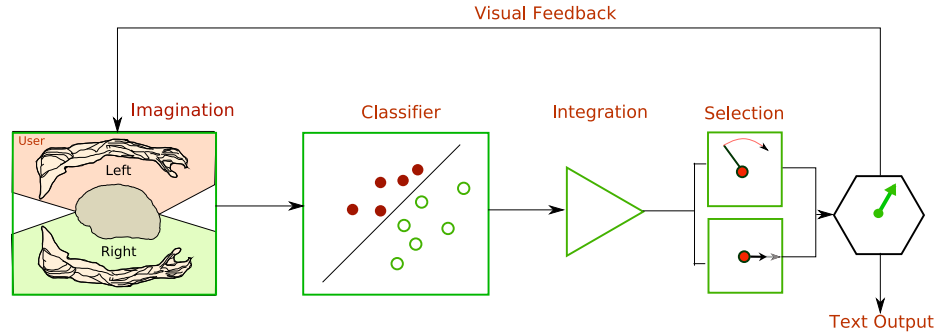 Visual Feedback
Imagination
Classifier
Integration
Selection
User
Left
Right
Text Output